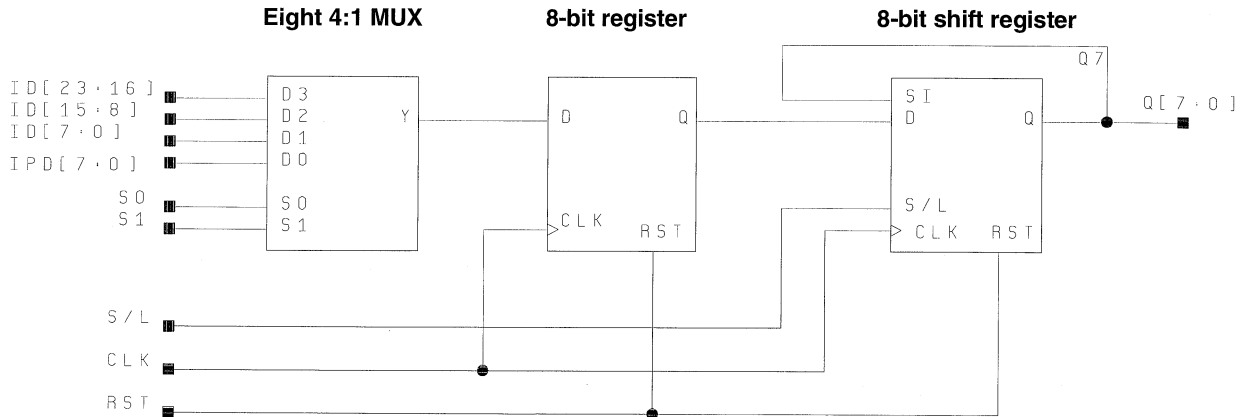 Eight 4:1 MUX
8-bit register
8-bit shift register
Q7
ID[23:16]
ID[15:8]
ID[7:0]
IPD[7:0]
S0
S1
D3
D2
D1
D0
S0
S1
Y
D
Q
CLK
RST
SI
D
Q
S/L
CLK
RST
Q[7:0]
S/L
CLK
RST